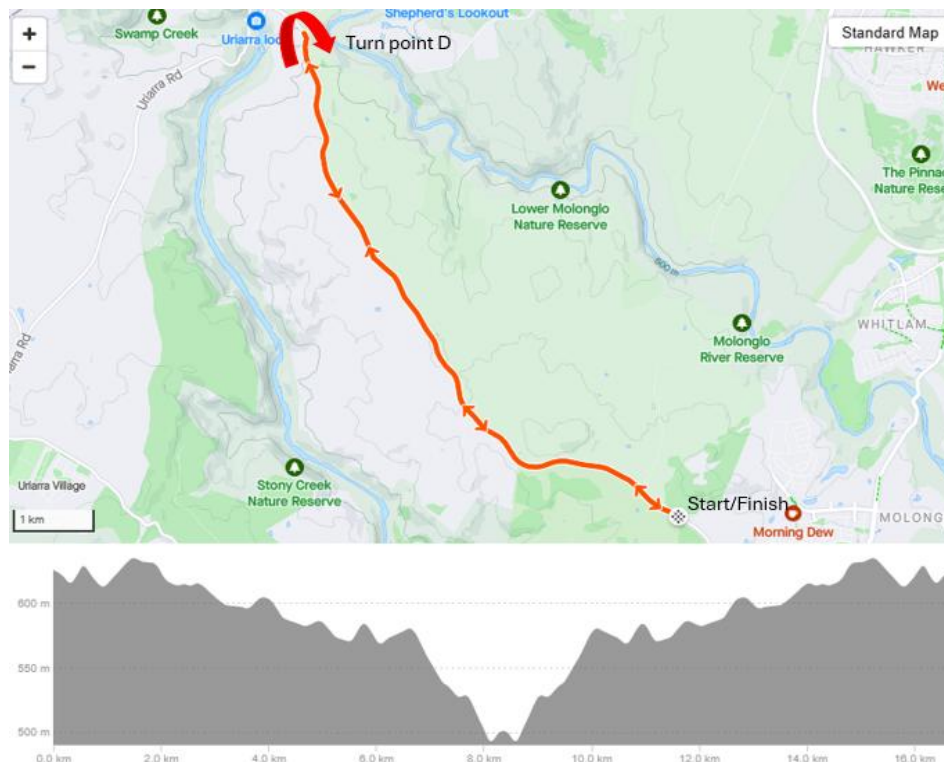 +
−
Swamp Creek
Shepherd's Lookout
Turn point D
Standard Map
HAWKER
Uriarra Rd
The Pinnac
Nature Rese
Lower Molonglo
Nature Reserve
600 m
WHITLAM
Molonglo
River Reserve
Stony Creek
Nature Reserve
Uriarra Village
1 km
Start/Finish
MOLONG
Morning Dew
600 m
550 m
500 m
0.0 km
2.0 km
4.0 km
6.0 km
8.0 km
10.0 km
12.0 km
14.0 km
16.0 km